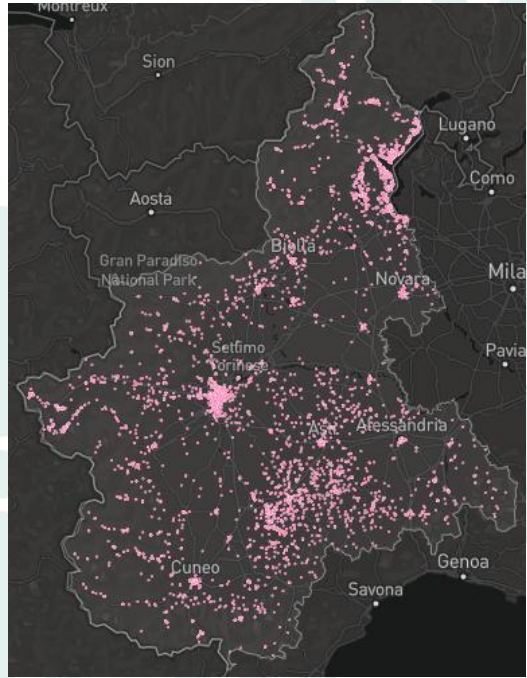 Montreux
Sion
Lugano
Como
Aosta
Biella
Gran Paradiso
National Park
Novara
Mila
Settimo
Torinese
Pavia
Asti
Alessandria
Cuneo
Genoa
Savona